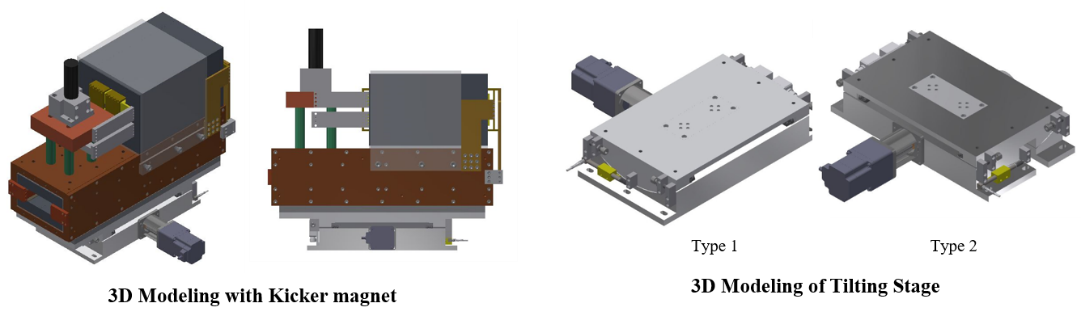 Type 1
Type 2
3D Modeling with Kicker magnet
3D Modeling of Tilting Stage